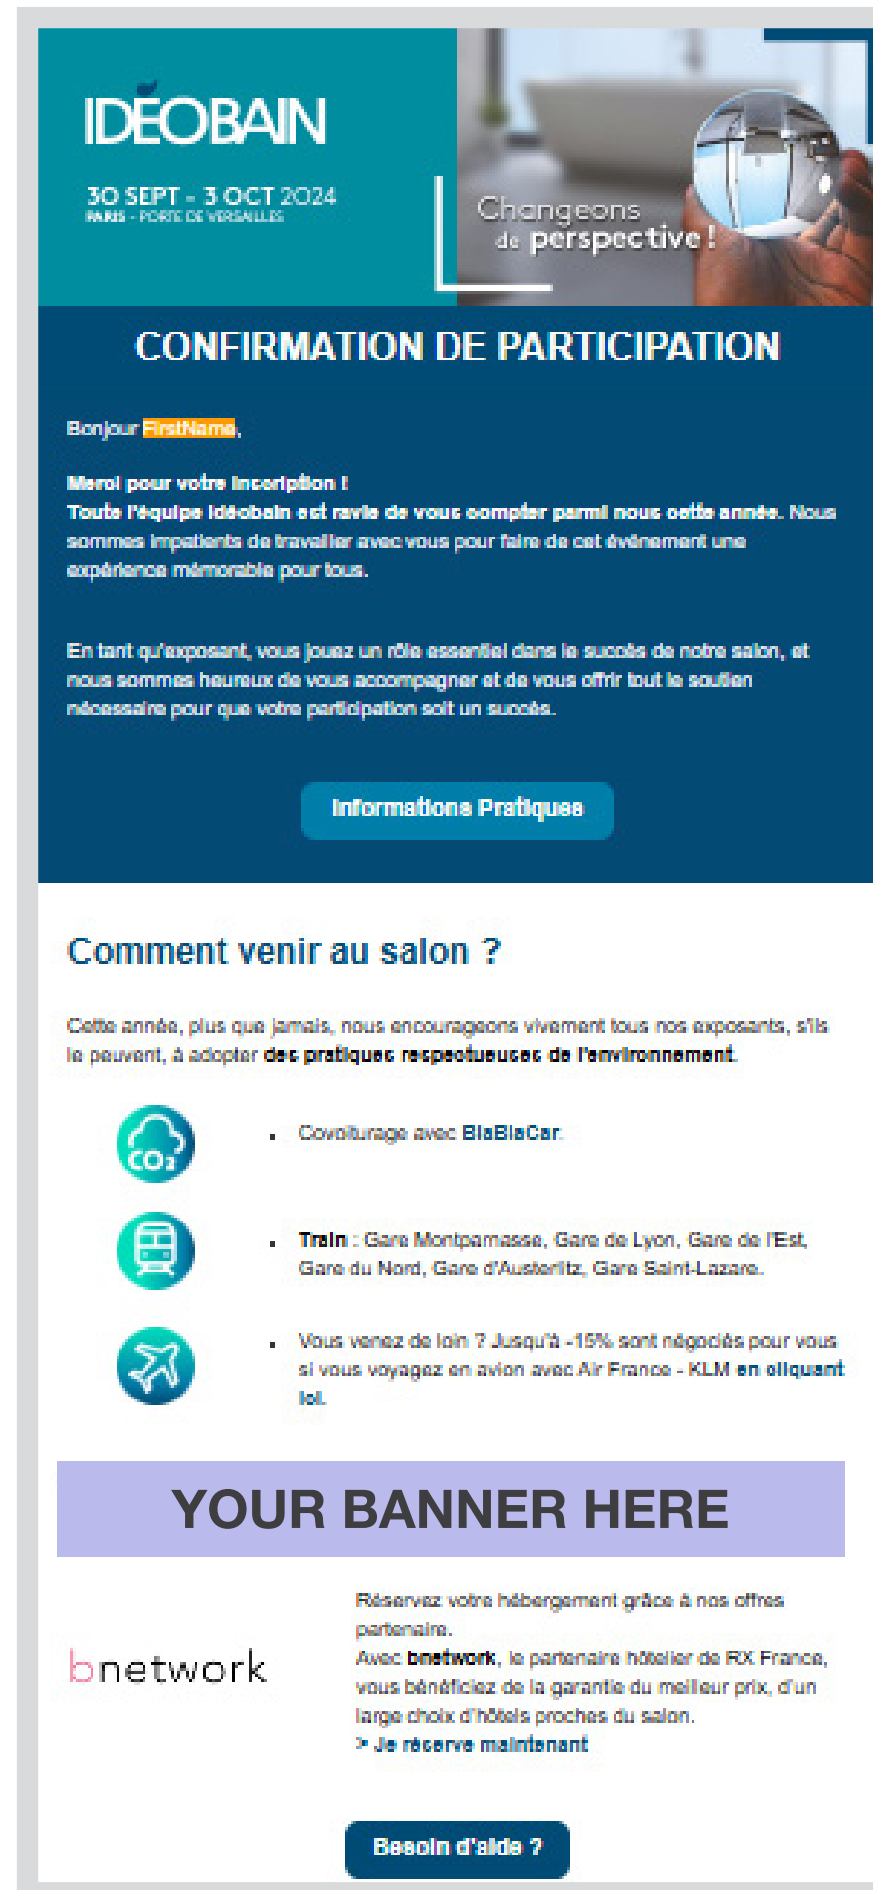 IDÉOBAIN
30 SEPT - 3 OCT 2024
PARIS - PORTE DE VERSAILLES
Changeons
de perspective !
CONFIRMATION DE PARTICIPATION
Bonjour FirstName,
Merci pour votre inscription !
Toute l'équipe Idéobain est ravie de vous compter parmi nous cette année. Nous
sommes impatients de travailler avec vous pour faire de cet événement une
expérience mémorable pour tous.
En tant qu'exposant, vous jouez un rôle essentiel dans le succès de notre salon, et
nous sommes heureux de vous accompagner et de vous offrir tout le soutien
nécessaire pour que votre participation soit un succès.
Informations Pratiques
Comment venir au salon ?
Cette année, plus que jamais, nous encourageons vivement tous nos exposants, s'ils
le peuvent, à adopter des pratiques respectueuses de l'environnement.
CO2
Covoiturage avec BlaBlaCar.
Train : Gare Montparnasse, Gare de Lyon, Gare de l'Est,
Gare du Nord, Gare d'Austerlitz, Gare Saint-Lazare.
Vous venez de loin ? Jusqu'à -15% sont négociés pour vous
si vous voyagez en avion avec Air France - KLM en cliquant
ici.
YOUR BANNER HERE
bnetwork
Réservez votre hébergement grâce à nos offres
partenaire.
Avec bnetwork, le partenaire hôtelier de RX France,
vous bénéficiez de la garantie du meilleur prix, d'un
large choix d'hôtels proches du salon.
> Je réserve maintenant
Besoin d'aide ?